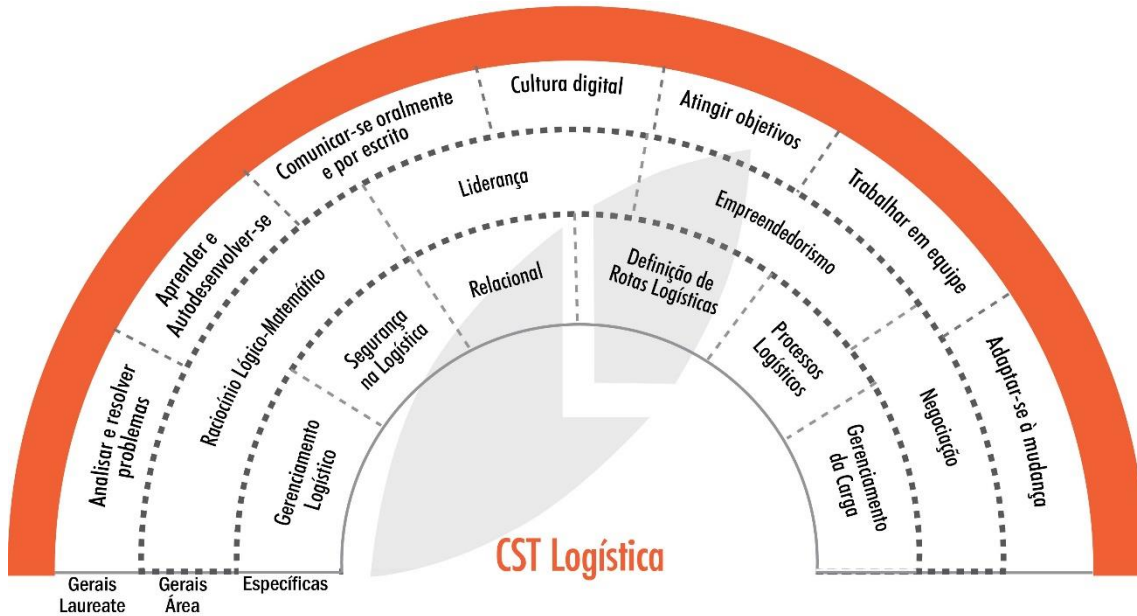 Analisar e resolver
problemas
Aprender e
Autodesenvolver-se
Comunicar-se oralmente
e por escrito
Cultura digital
Atingir objetivos
Trabalhar em equipe
Adaptar-se à mudança
Raciocínio Lógico-Matemático
Liderança
Empreendedorismo
Negociação
Gerenciamento
Logístico
Segurança
na Logística
Relacional
Definição de
Rotas Logísticas
Processos
Logísticos
Gerenciamento
da Carga
CST Logística
Gerais
Laureate
Gerais
Área
Específicas